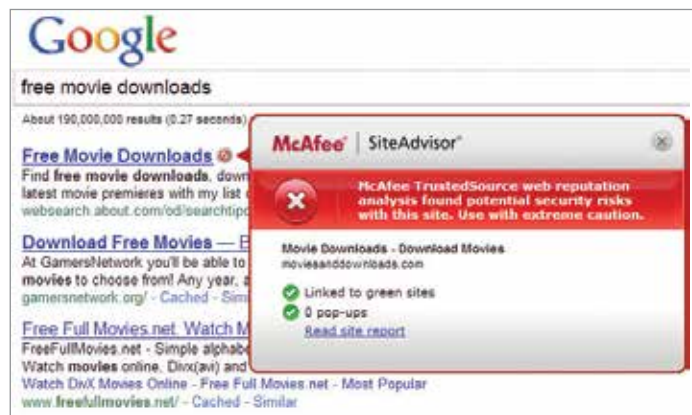 Google
free movie downloads
About 190,000,000 results (0.27 seconds)
Free Movie Downloads
Find free movie downloads, down
latest movie premieres with my list
websearch.about.com/od/searchtip
Download Free Movies —
At GamersNetwork you'll be able to
movies to choose from! Any year,
gamersnetwork.org/ - Cached - Simi
Free Full Movies.net. Watch M
FreeFullMovies.net - Simple alphabe
Watch movies online. Divx(avi) and
Watch DivX Movies Online - Free Full Movies.net - Most Popular
www.freefullmovies.net/ - Cached - Similar
McAfee | SiteAdvisor
McAfee TrustedSource web reputation
analysis found potential security risks
with this site. Use with extreme caution.
Movie Downloads - Download Movies
moviesanddownloads.com
Linked to green sites
0 pop-ups
Read site report